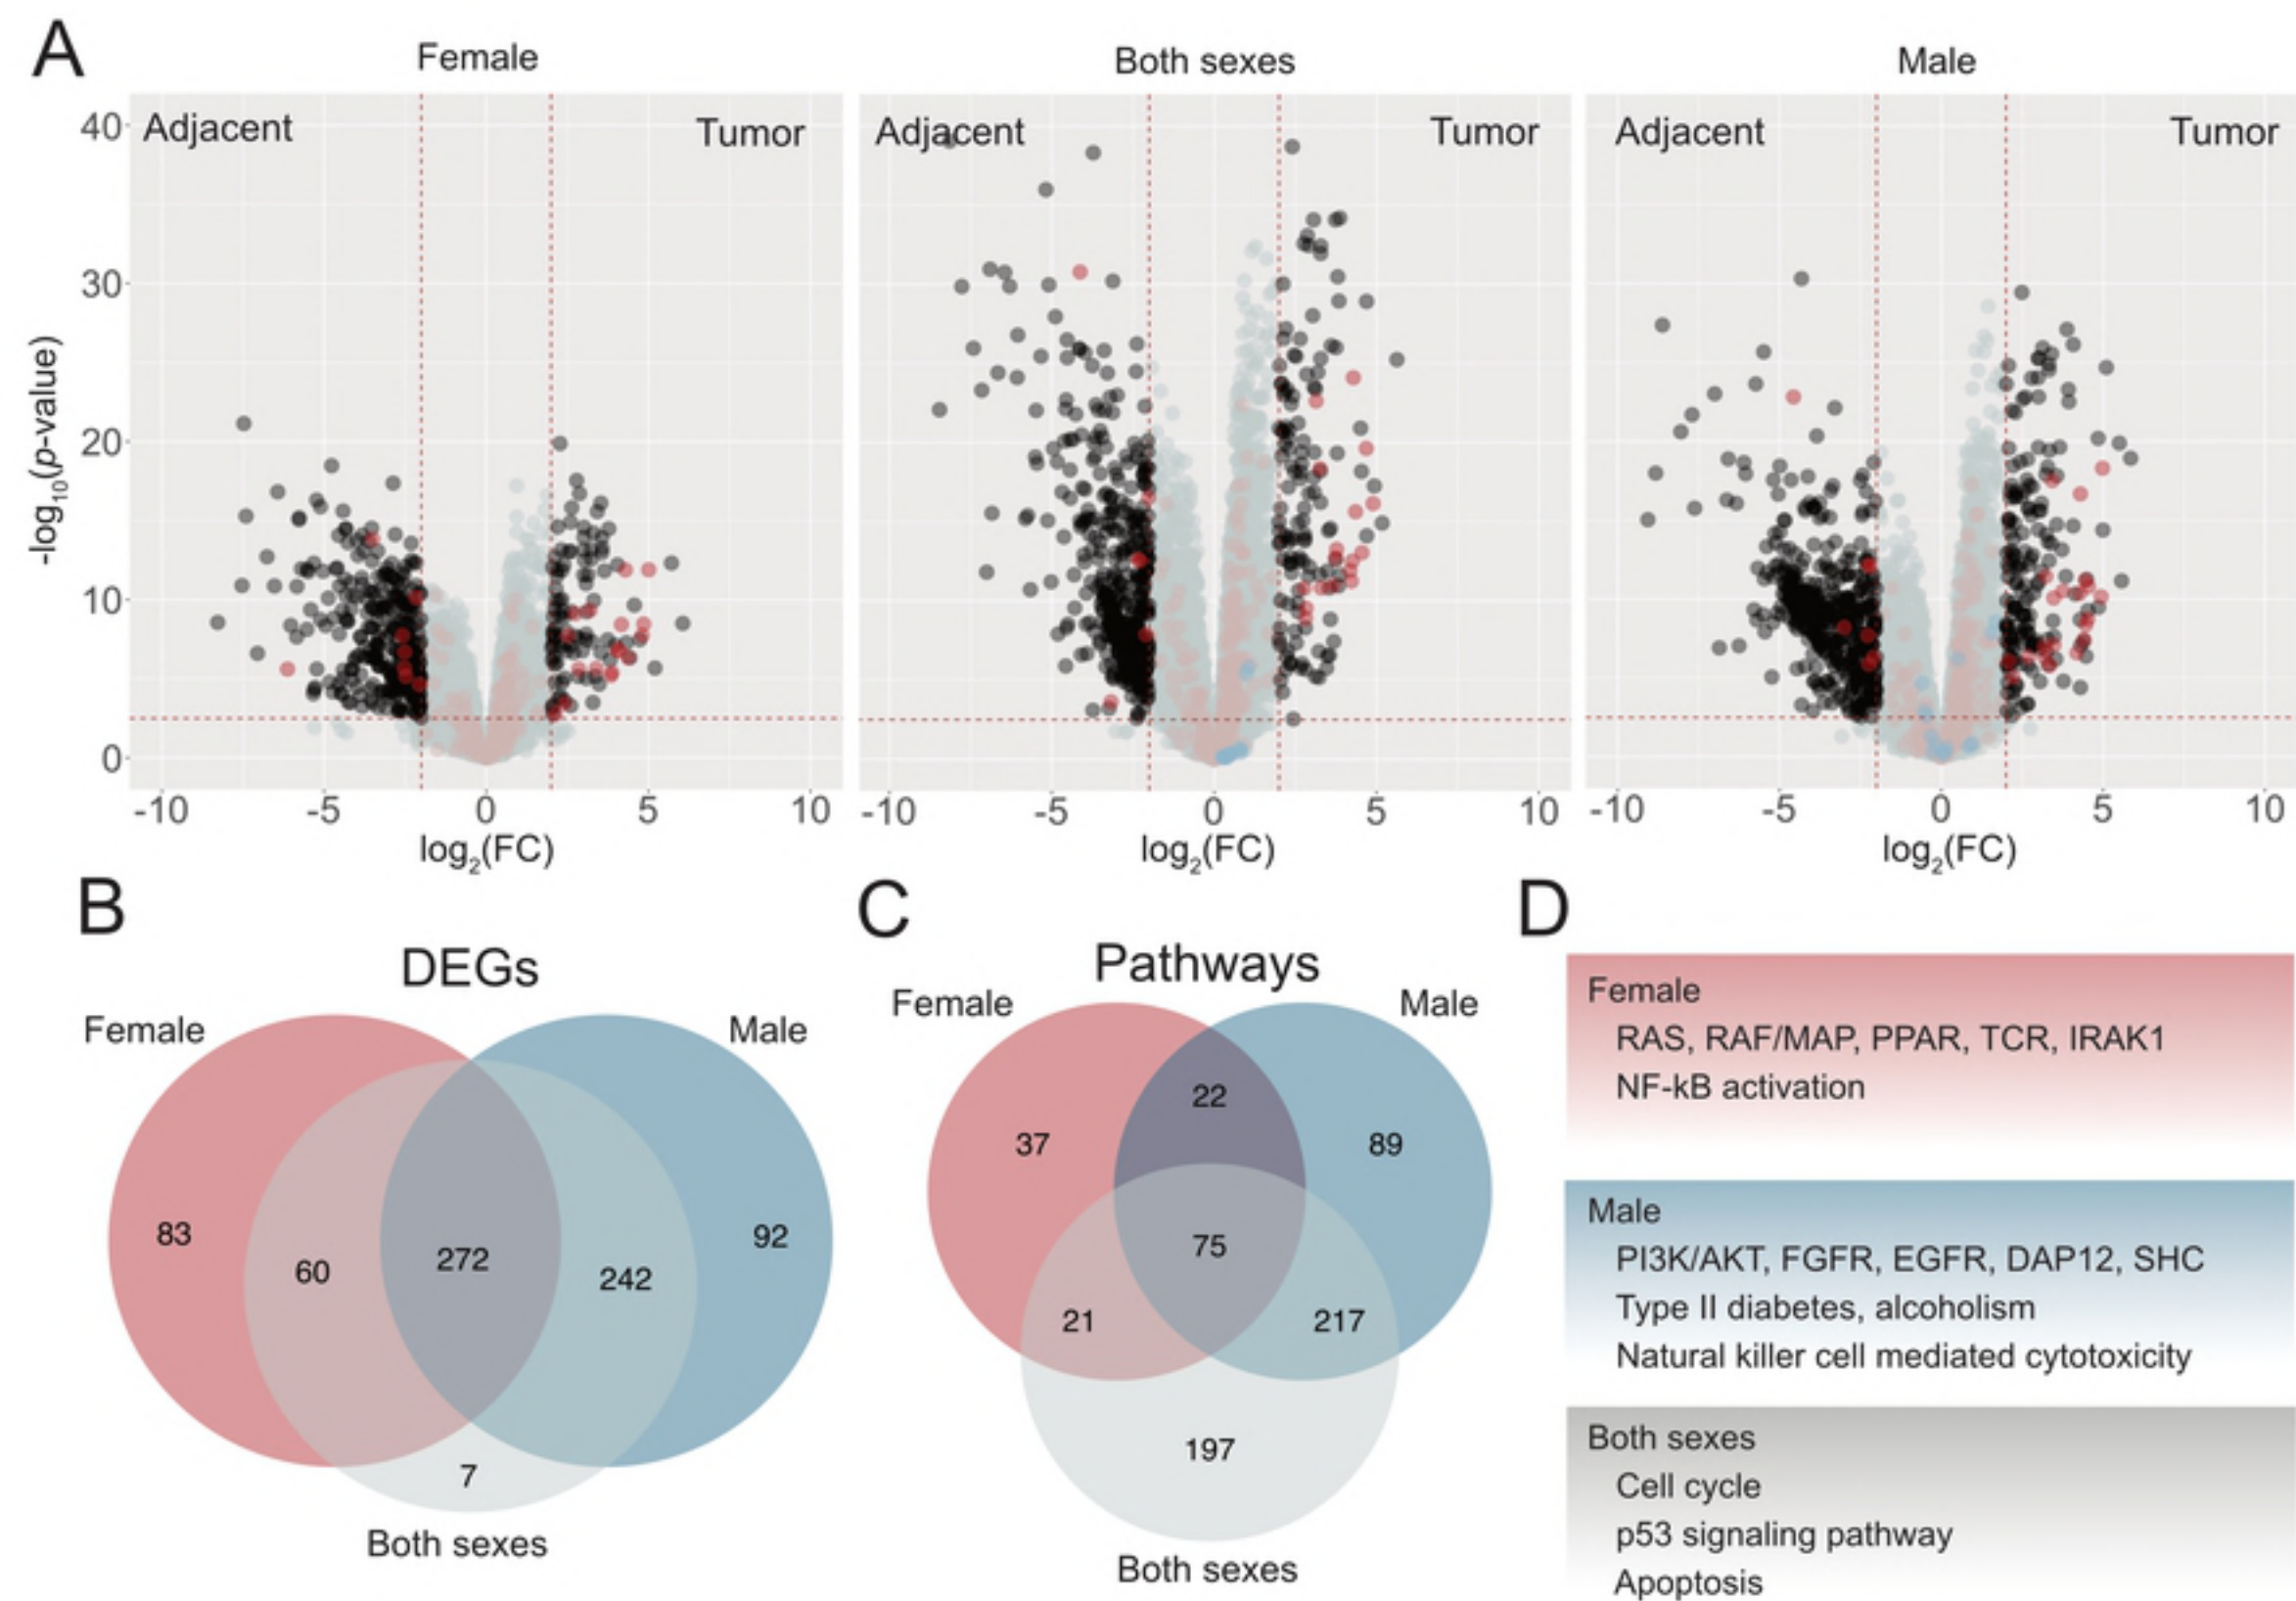 A
Female
Both sexes
Male
Adjacent
Tumor
Adjacent
Tumor
Adjacent
Tumor
40
30
20
10
0
-log10(p-value)
-10 -5 0 5 10
-10 -5 0 5 10
-10 -5 0 5 10
log2(FC)
log2(FC)
log2(FC)
B
DEGs
Female
Male
83
60
272
242
92
7
Both sexes
C
Pathways
Female
Male
22
37
89
75
21
217
197
Both sexes
D
Female
RAS, RAF/MAP, PPAR, TCR, IRAK1
NF-kB activation
Male
PI3K/AKT, FGFR, EGFR, DAP12, SHC
Type II diabetes, alcoholism
Natural killer cell mediated cytotoxicity
Both sexes
Cell cycle
p53 signaling pathway
Apoptosis